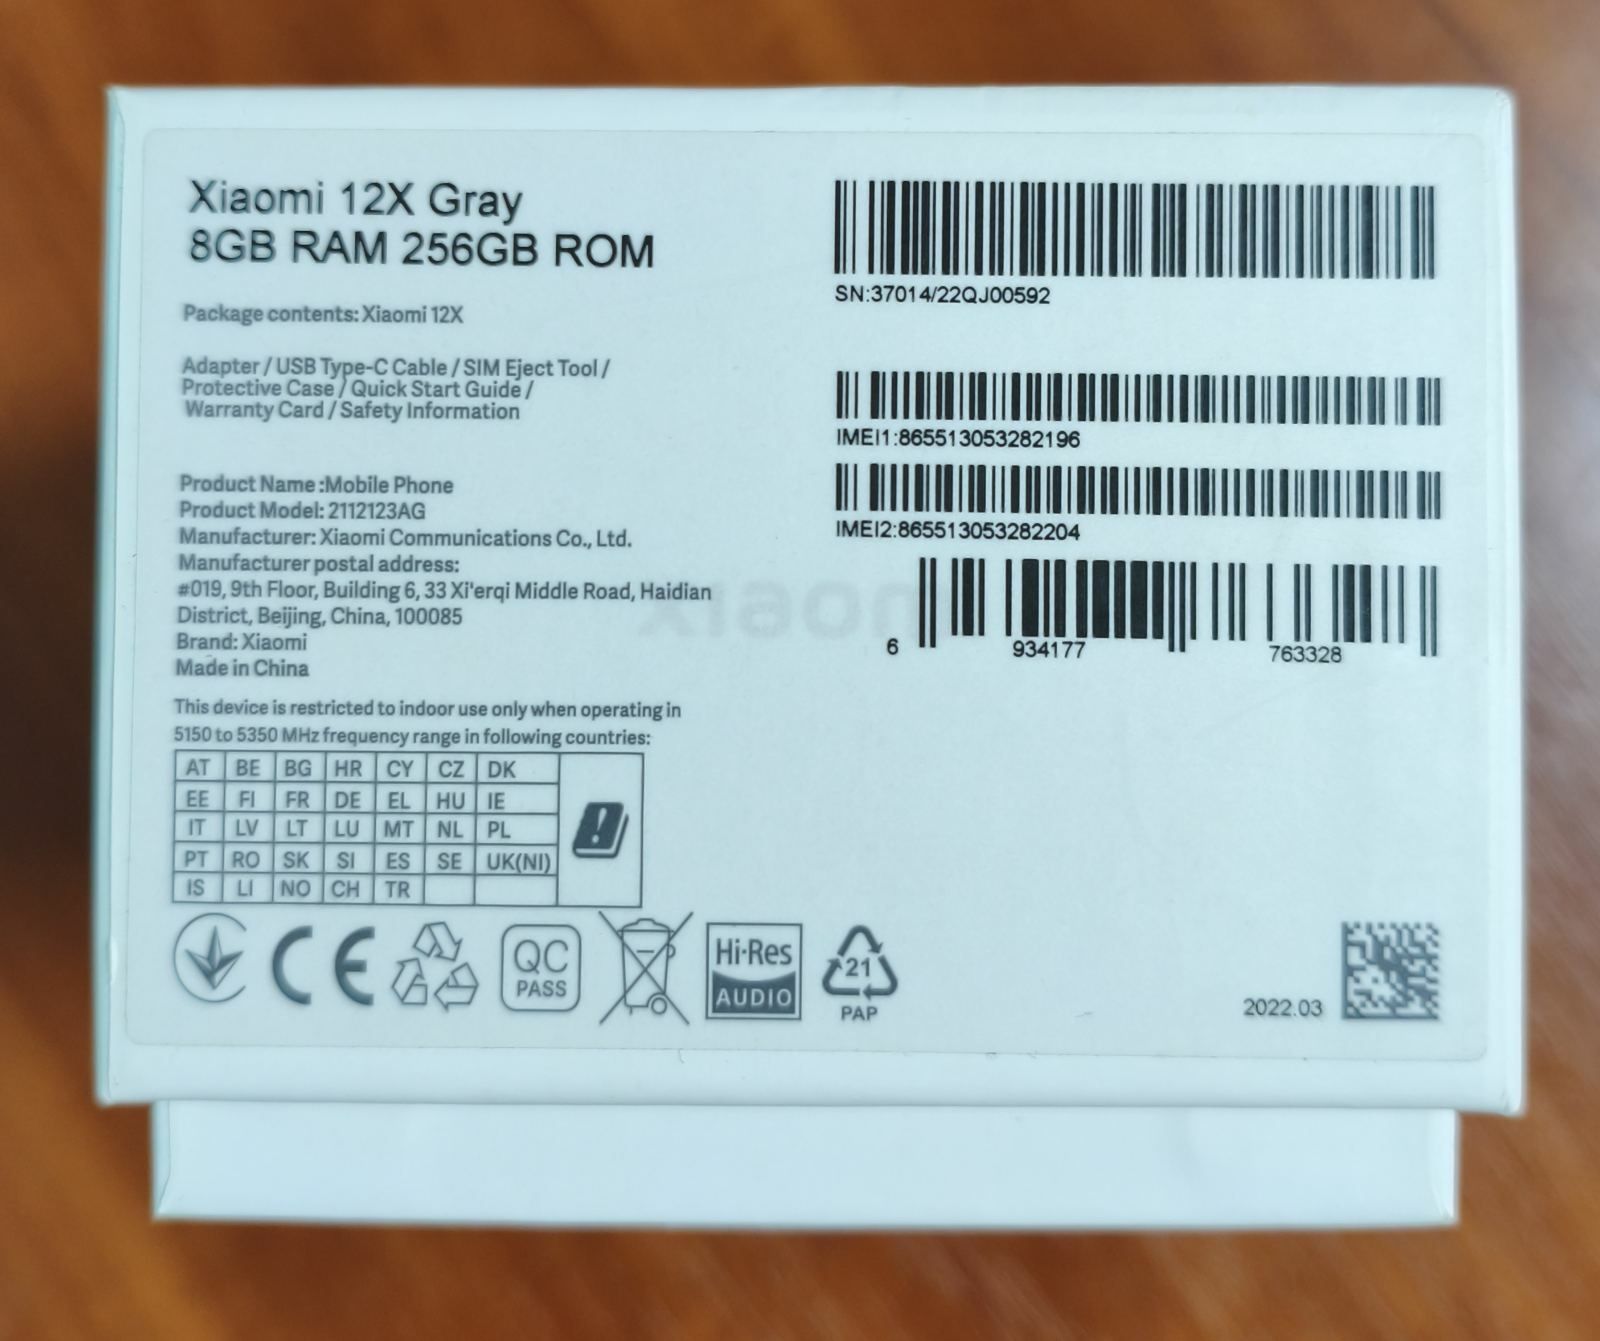 Xiaomi 12X Gray
8GB RAM 256GB ROM
Package contents: Xiaomi 12X
Adapter / USB Type-C Cable / SIM Eject Tool /
Protective Case / Quick Start Guide /
Warranty Card / Safety Information
Product Name :Mobile Phone
Product Model: 2112123AG
Manufacturer: Xiaomi Communications Co., Ltd.
Manufacturer postal address:
#019, 9th Floor, Building 6, 33 Xi'erqi Middle Road, Haidian
District, Beijing, China, 100085
Brand: Xiaomi
Made in China
This device is restricted to indoor use only when operating in
5150 to 5350 MHz frequency range in following countries:
AT BE BG HR CY CZ DK
EE FI FR DE EL HU IE
IT LV LT LU MT NL PL
PT RO SK SI ES SE UK(NI)
IS LI NO CH TR
CE
QC
PASS
Hi-Res
AUDIO
21
PAP
SN:37014/22QJ00592
IMEI1:865513053282196
IMEI2:865513053282204
6 934177 763328
2022.03